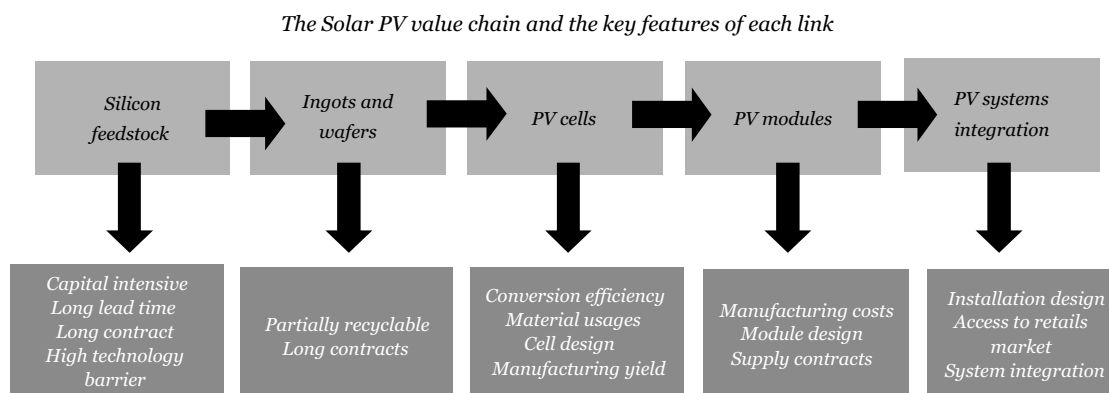 The Solar PV value chain and the key features of each link
Silicon
feedstock
Ingots and
wafers
PV cells
PV modules
PV systems
integration
Capital intensive
Long lead time
Long contract
High technology
barrier
Partially recyclable
Long contracts
Conversion efficiency
Material usages
Cell design
Manufacturing yield
Manufacturing costs
Module design
Supply contracts
Installation design
Access to retails
market
System integration